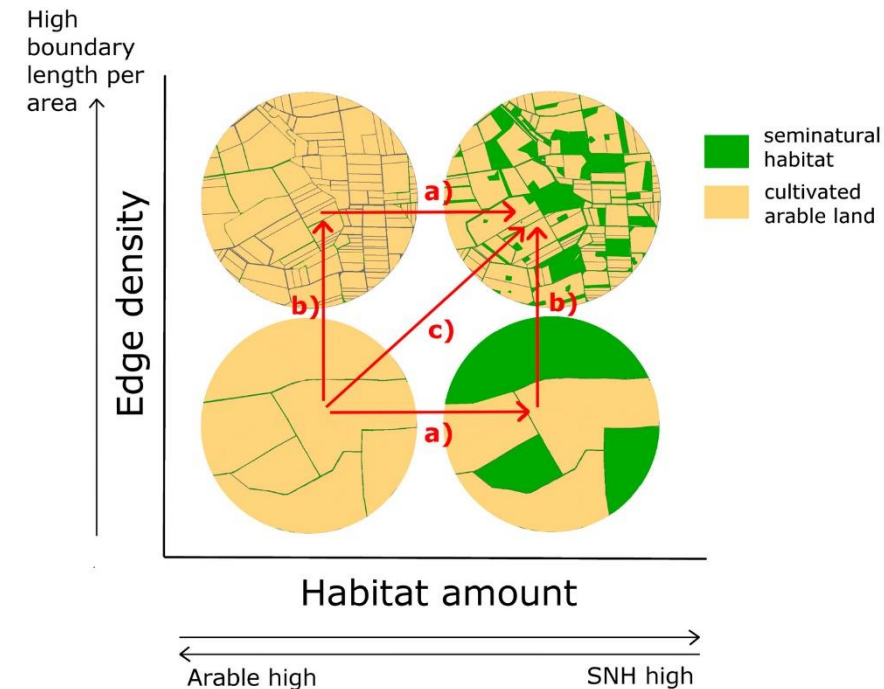 High
boundary
length per
area
Edge density
a)
b)
c)
b)
a)
seminatural
habitat
cultivated
arable land
Habitat amount
Arable high
SNH high